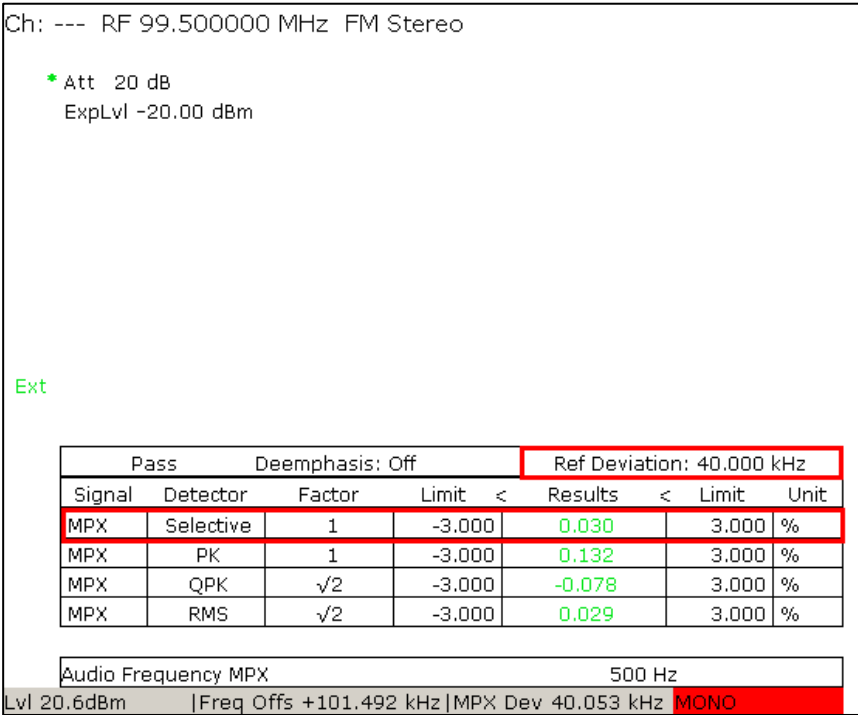 Ch: --- RF 99.500000 MHz FM Stereo
* Att 20 dB
ExpLvl -20.00 dBm
Ext
Pass Deemphasis: Off Ref Deviation: 40.000 kHz
Signal Detector Factor Limit < Results < Limit Unit
MPX Selective 1 -3.000 0.030 3.000 %
MPX PK 1 -3.000 0.132 3.000 %
MPX QPK √2 -3.000 -0.078 3.000 %
MPX RMS √2 -3.000 0.029 3.000 %
Audio Frequency MPX 500 Hz
Lvl 20.6dBm |Freq Offs +101.492 kHz|MPX Dev 40.053 kHz MONO